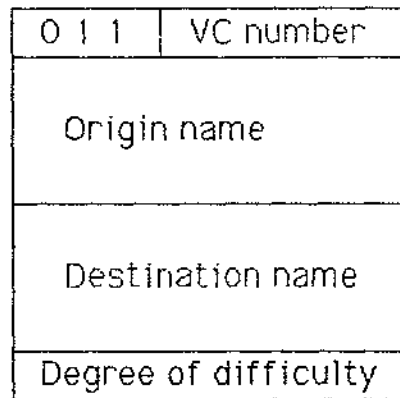 0 1 1 VC number
Origin name
Destination name
Degree of difficulty